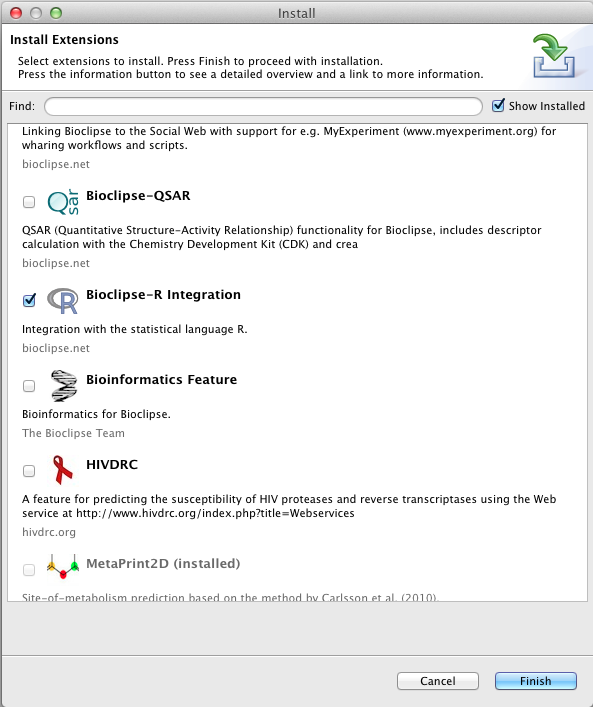 Install
Install Extensions
Select extensions to install. Press Finish to proceed with installation.
Press the information button to see a detailed overview and a link to more information.
Find:
Show Installed
Linking Bioclipse to the Social Web with support for e.g. MyExperiment (www.myexperiment.org) for
wharing workflows and scripts.
bioclipse.net
Qsar
Bioclipse-QSAR
QSAR (Quantitative Structure-Activity Relationship) functionality for Bioclipse, includes descriptor
calculation with the Chemistry Development Kit (CDK) and crea
bioclipse.net
R
Bioclipse-R Integration
Integration with the statistical language R.
bioclipse.net
Bioinformatics Feature
Bioinformatics for Bioclipse.
The Bioclipse Team
HIVDRC
A feature for predicting the susceptibility of HIV proteases and reverse transcriptases using the Web
service at http://www.hivdrc.org/index.php?title=Webservices
hivdrc.org
MetaPrint2D (installed)
Site-of-metabolism prediction based on the method by Carlsson et al. (2010).
Cancel
Finish